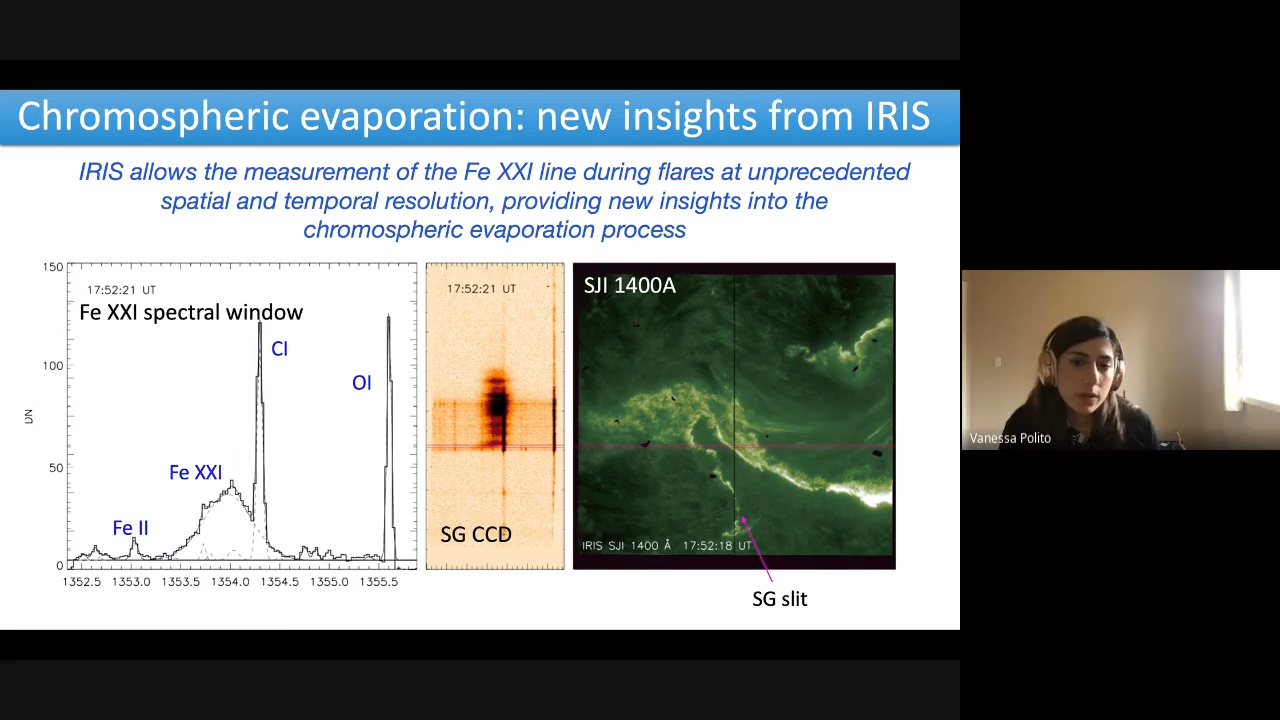 Chromospheric evaporation: new insights from IRIS
IRIS allows the measurement of the Fe XXI line during flares at unprecedented
spatial and temporal resolution, providing new insights into the
chromospheric evaporation process
150
100
50
0
DN
17:52:21 UT
Fe XXI spectral window
CI
OI
Fe XXI
Fe II
1352.5 1353.0 1353.5 1354.0 1354.5 1355.0 1355.5
17:52:21 UT
SG CCD
SJI 1400A
IRIS SJI 1400 Å 17:52:18 UT
SG slit
Vanessa Polito